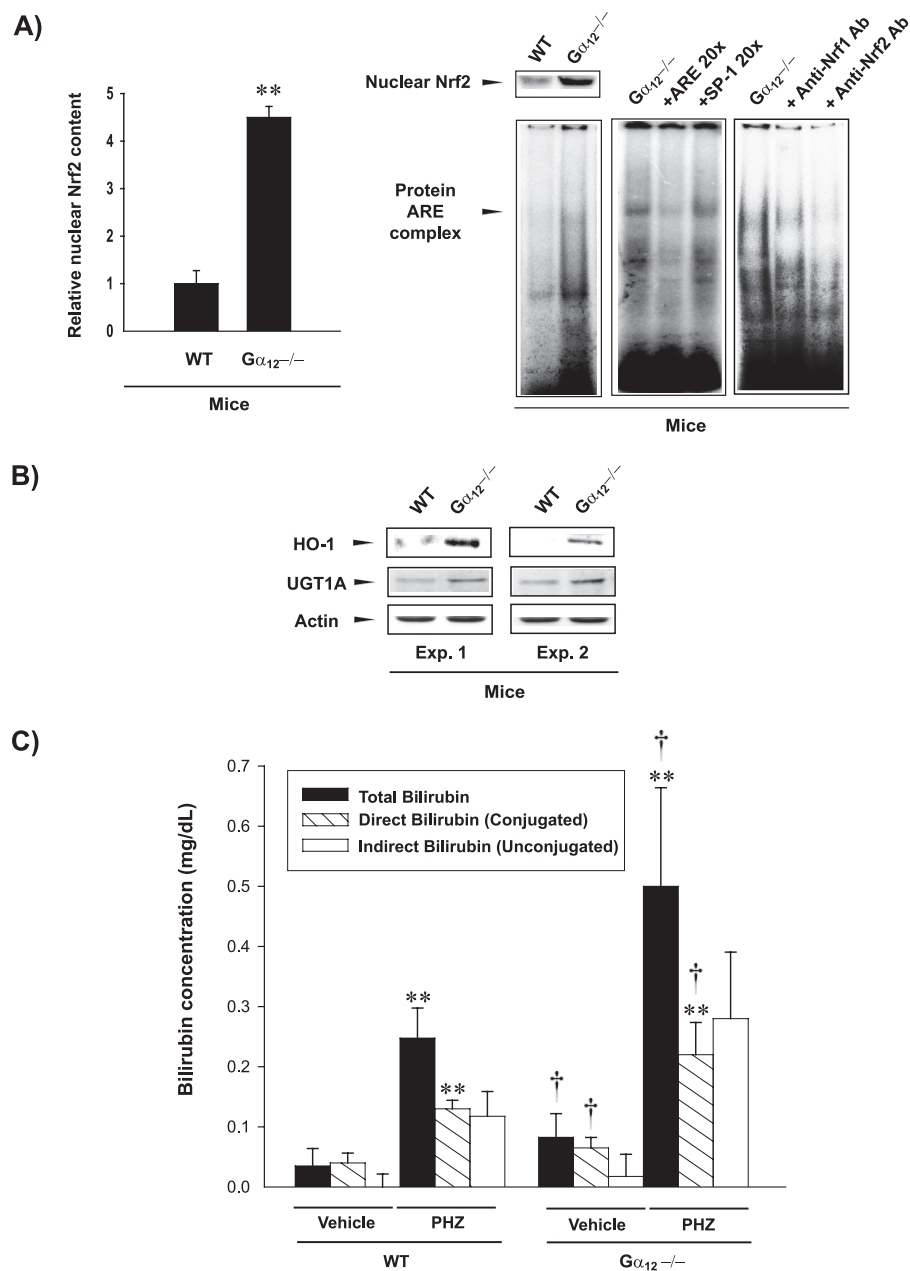 A)
Relative nuclear Nrf2 content
5
4
3
2
1
0
**
WT
Gα12−/−
Mice
WT
Gα12−/−
Nuclear Nrf2
Protein
ARE
complex
Gα12−/−
+ARE 20x
+SP-1 20x
Gα12−/−
+ Anti-Nrf1 Ab
+ Anti-Nrf2 Ab
Mice
B)
WT
Gα12−/−
WT
Gα12−/−
HO-1
UGT1A
Actin
Exp. 1
Exp. 2
Mice
C)
Bilirubin concentration (mg/dL)
0.7
0.6
0.5
0.4
0.3
0.2
0.1
0.0
Total Bilirubin
Direct Bilirubin (Conjugated)
Indirect Bilirubin (Unconjugated)
**
**
†
†
†
**
†
**
Vehicle
PHZ
Vehicle
PHZ
WT
Gα12−/−